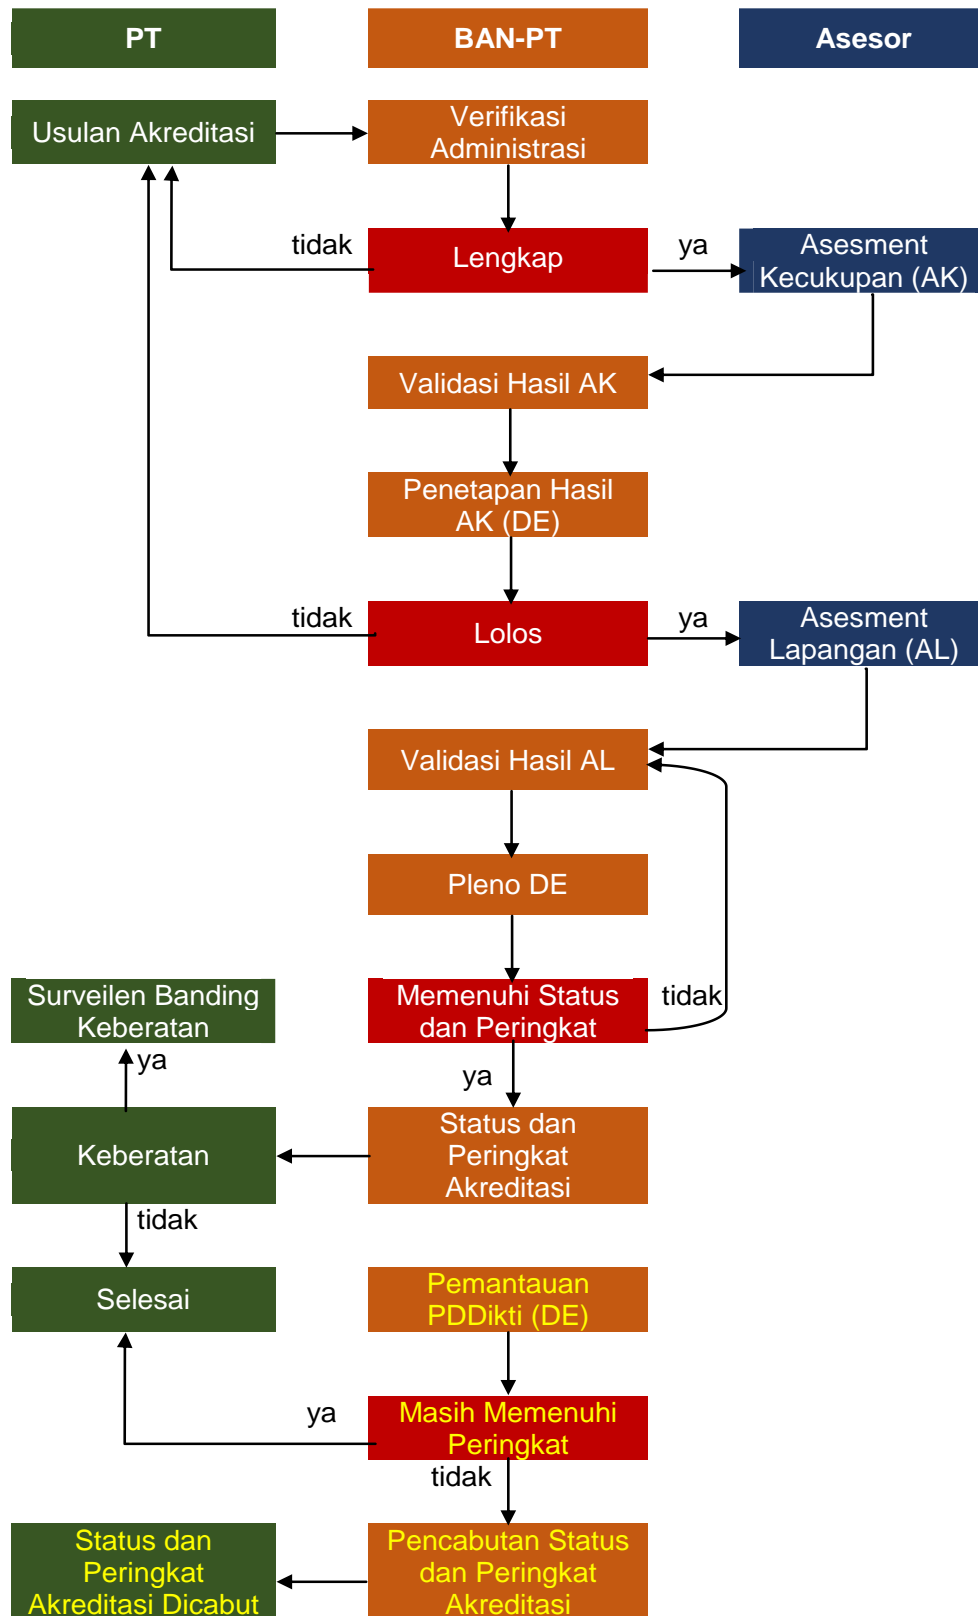 PT
BAN-PT
Asesor
Usulan Akreditasi
Verifikasi
Administrasi
tidak
Lengkap
ya
Asesment
Kecukupan (AK)
Validasi Hasil AK
Penetapan Hasil
AK (DE)
tidak
Lolos
ya
Asesment
Lapangan (AL)
Validasi Hasil AL
Pleno DE
Surveilen Banding
Keberatan
Memenuhi Status
dan Peringkat
tidak
ya
ya
Keberatan
Status dan
Peringkat
Akreditasi
tidak
Selesai
Pemantauan
PDDikti (DE)
ya
Masih Memenuhi
Peringkat
tidak
Status dan
Peringkat
Akreditasi Dicabut
Pencabutan Status
dan Peringkat
Akreditasi